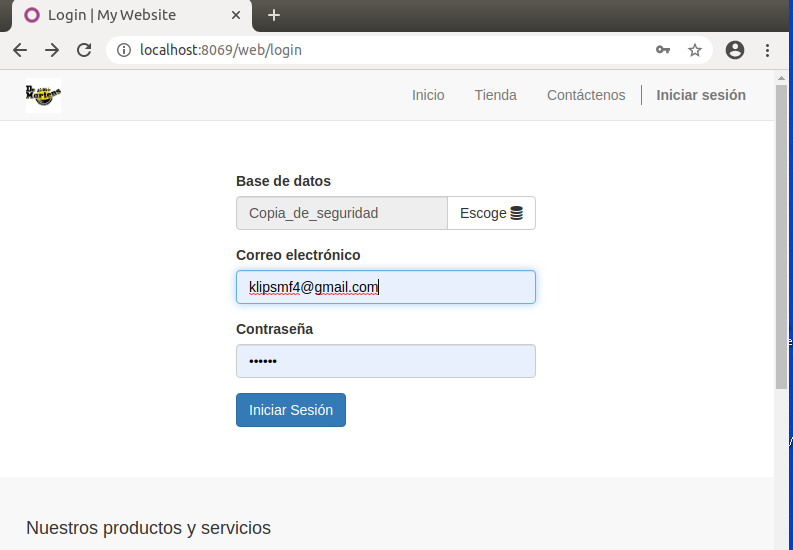 Login | My Website
localhost:8069/web/login
Dr. Martens
Inicio Tienda Contáctenos Iniciar sesión
Base de datos
Copia_de_seguridad Escoge
Correo electrónico
klipsmf4@gmail.com
Contraseña
••••••
Iniciar Sesión
Nuestros productos y servicios